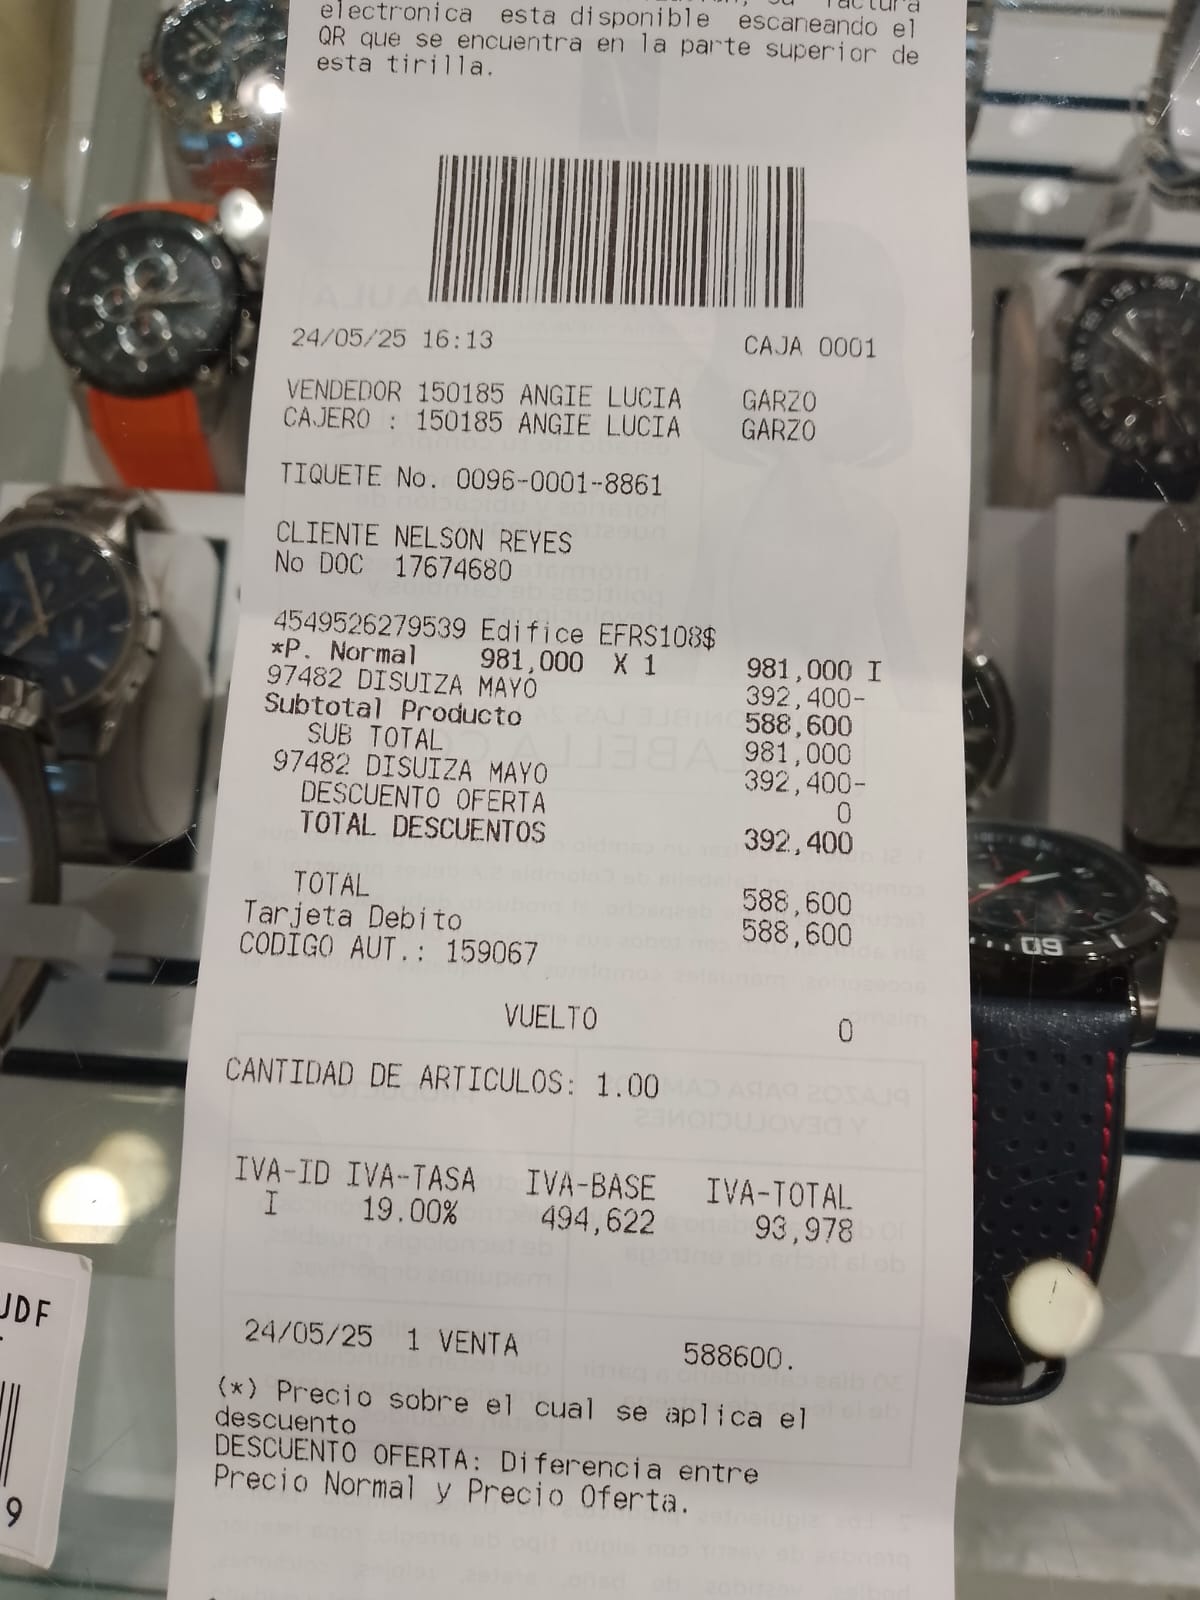 factura
electronica esta disponible escaneando el
QR que se encuentra en la parte superior de
esta tirilla.
24/05/25 16:13 CAJA 0001
VENDEDOR 150185 ANGIE LUCIA GARZO
CAJERO : 150185 ANGIE LUCIA GARZO
TIQUETE No. 0096-0001-8861
CLIENTE NELSON REYES
No DOC 17674680
4549526279539 Edifice EFRS108$
*P. Normal 981,000 X 1 981,000 I
97482 DISUIZA MAYO 392,400-
Subtotal Producto 588,600
SUB TOTAL 981,000
97482 DISUIZA MAYO 392,400-
DESCUENTO OFERTA 0
TOTAL DESCUENTOS 392,400
TOTAL 588,600
Tarjeta Debito 588,600
CODIGO AUT.: 159067
VUELTO 0
CANTIDAD DE ARTICULOS: 1.00
IVA-ID IVA-TASA IVA-BASE IVA-TOTAL
I 19.00% 494,622 93,978
24/05/25 1 VENTA 588600.
(*) Precio sobre el cual se aplica el
descuento
DESCUENTO OFERTA: Diferencia entre
Precio Normal y Precio Oferta.
JDF
9
60